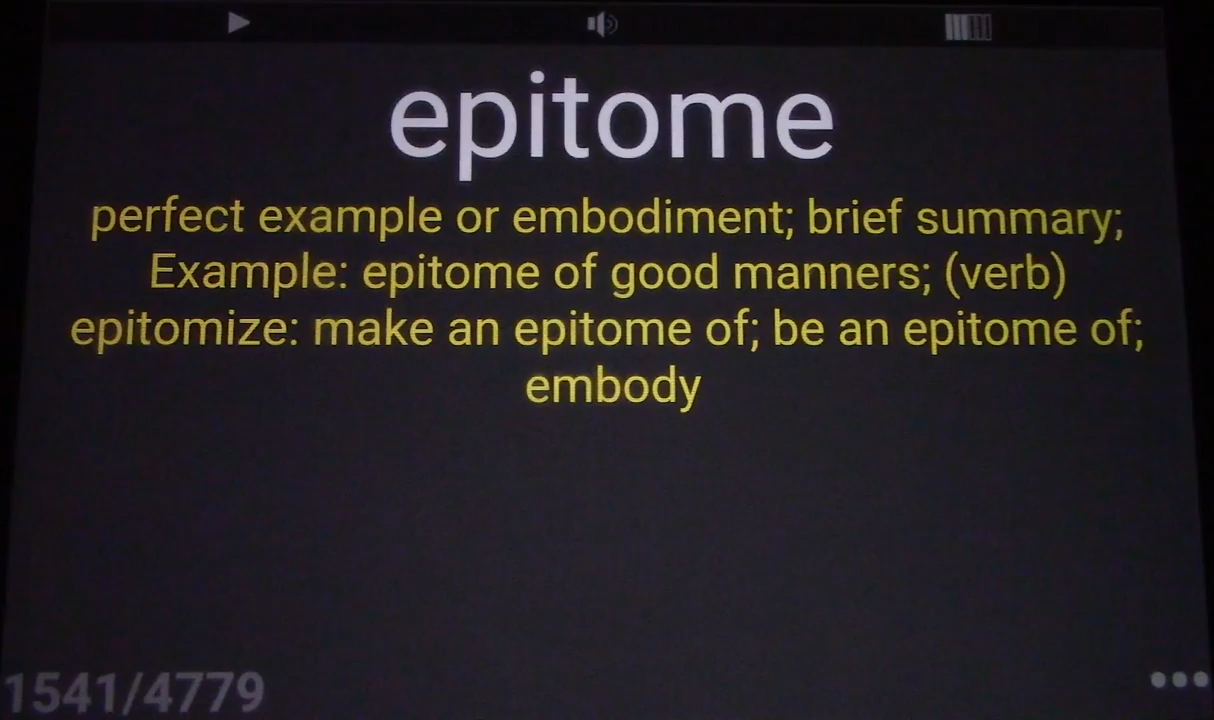 epitome
perfect example or embodiment; brief summary;
Example: epitome of good manners; (verb)
epitomize: make an epitome of; be an epitome of;
embody
1541/4779